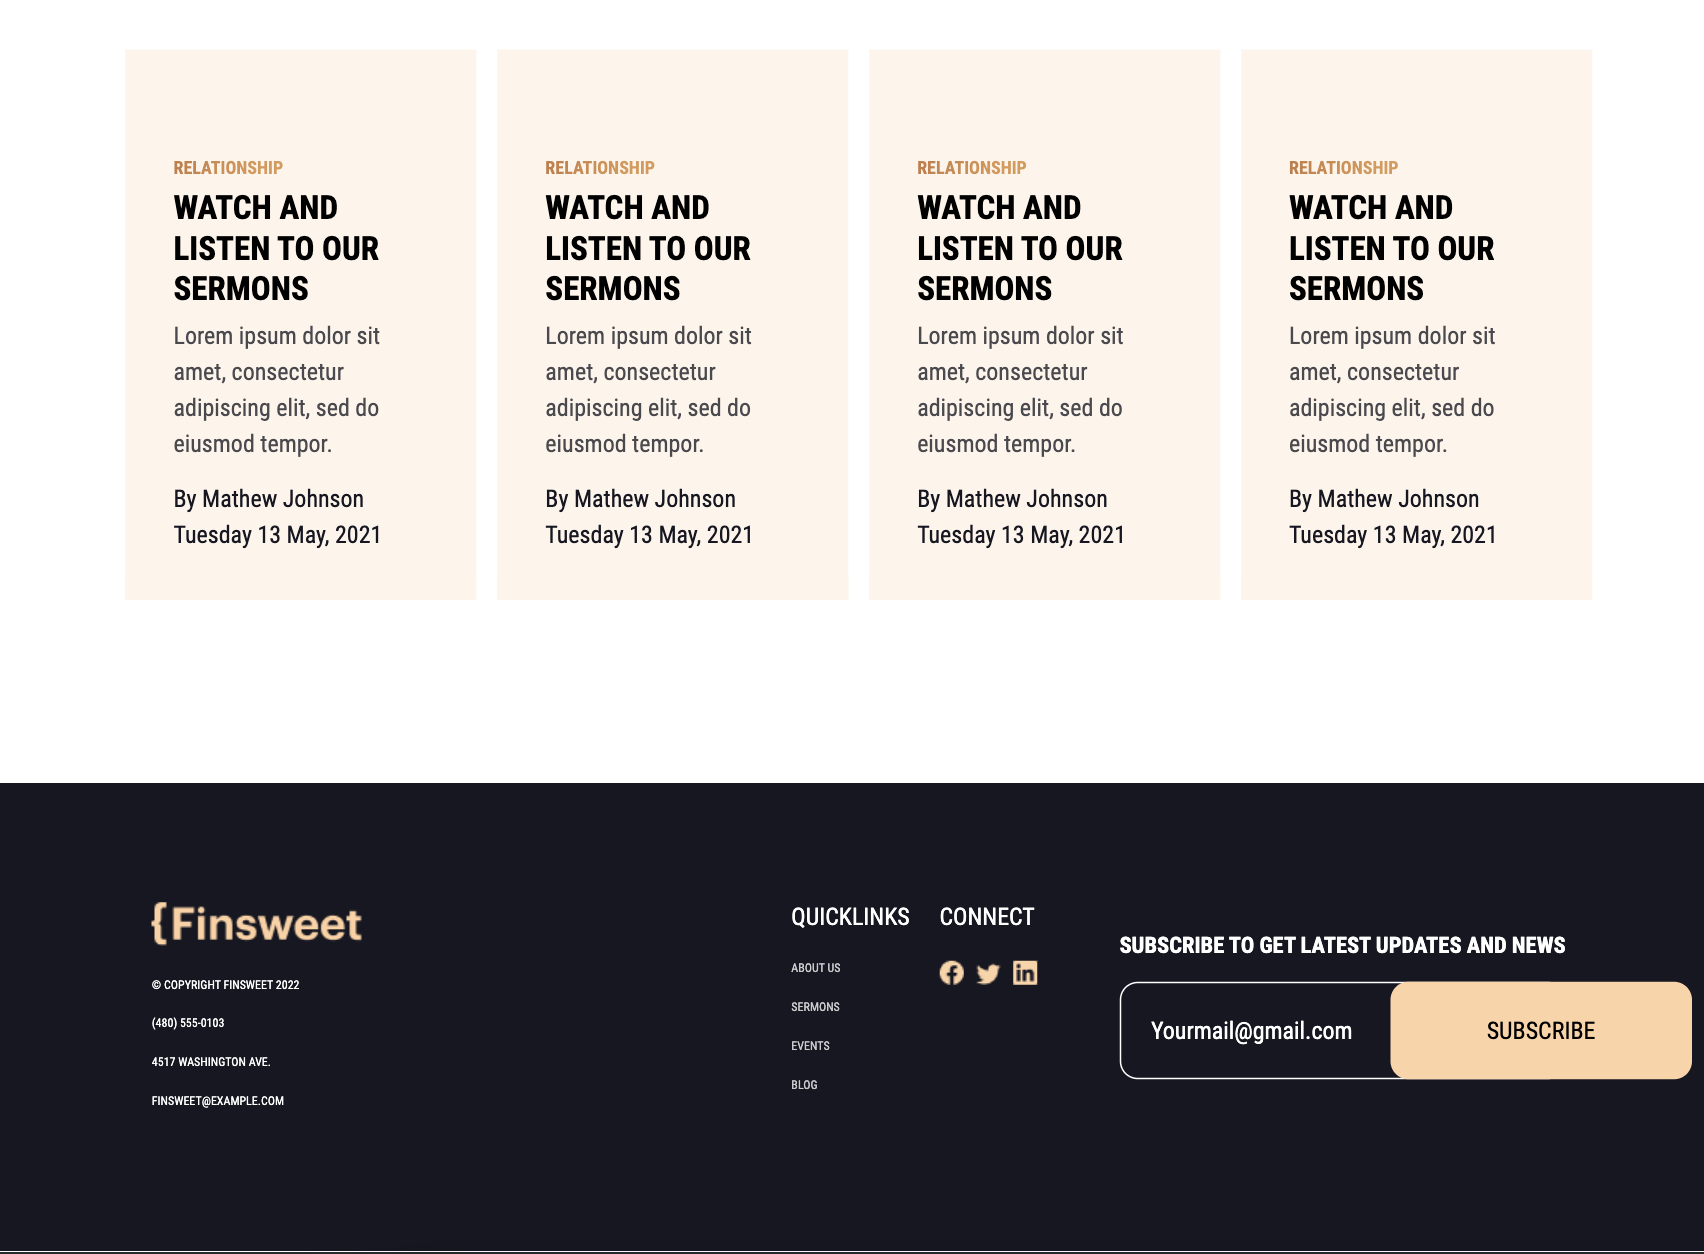 RELATIONSHIP
WATCH AND
LISTEN TO OUR
SERMONS
Lorem ipsum dolor sit
amet, consectetur
adipiscing elit, sed do
eiusmod tempor.
By Mathew Johnson
Tuesday 13 May, 2021
RELATIONSHIP
WATCH AND
LISTEN TO OUR
SERMONS
Lorem ipsum dolor sit
amet, consectetur
adipiscing elit, sed do
eiusmod tempor.
By Mathew Johnson
Tuesday 13 May, 2021
RELATIONSHIP
WATCH AND
LISTEN TO OUR
SERMONS
Lorem ipsum dolor sit
amet, consectetur
adipiscing elit, sed do
eiusmod tempor.
By Mathew Johnson
Tuesday 13 May, 2021
RELATIONSHIP
WATCH AND
LISTEN TO OUR
SERMONS
Lorem ipsum dolor sit
amet, consectetur
adipiscing elit, sed do
eiusmod tempor.
By Mathew Johnson
Tuesday 13 May, 2021
{Finsweet
© COPYRIGHT FINSWEET 2022
(480) 555-0103
4517 WASHINGTON AVE.
FINSWEET@EXAMPLE.COM
QUICKLINKS
ABOUT US
SERMONS
EVENTS
BLOG
CONNECT
SUBSCRIBE TO GET LATEST UPDATES AND NEWS
Yourmail@gmail.com
SUBSCRIBE